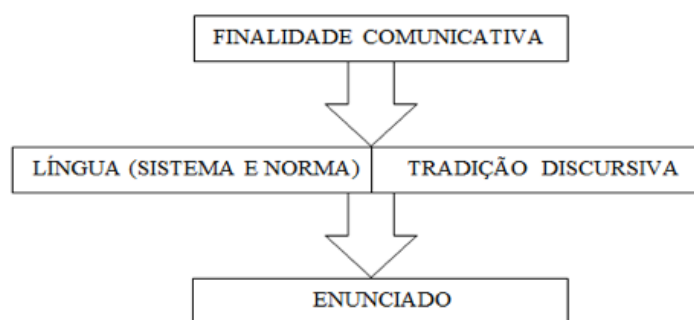 FINALIDADE COMUNICATIVA
LÍNGUA (SISTEMA E NORMA) TRADIÇÃO DISCURSIVA
ENUNCIADO